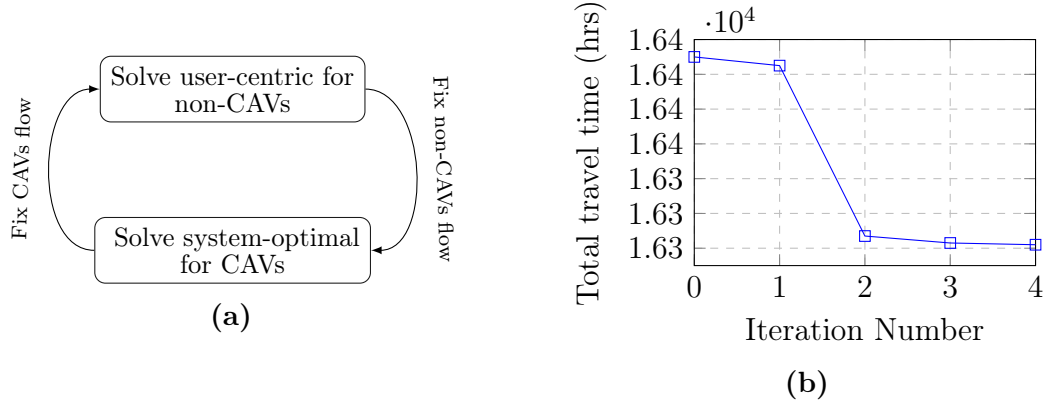 Solve user-centric for
non-CAVs
Fix CAVs flow
Fix non-CAVs flow
Solve system-optimal
for CAVs
(a)
·10⁴
1.64
1.64
1.64
1.64
1.63
1.63
1.63
Total travel time (hrs)
0 1 2 3 4
Iteration Number
(b)